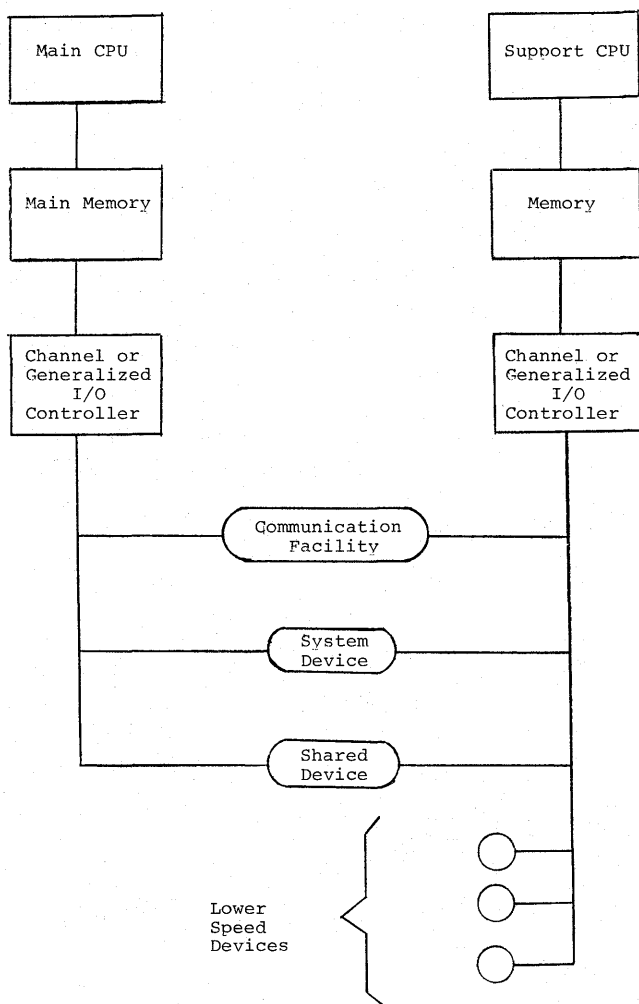 Main CPU
Support CPU
Main Memory
Memory
Channel or
Generalized
I/O
Controller
Channel or
Generalized
I/O
Controller
Communication
Facility
System
Device
Shared
Device
Lower
Speed
Devices